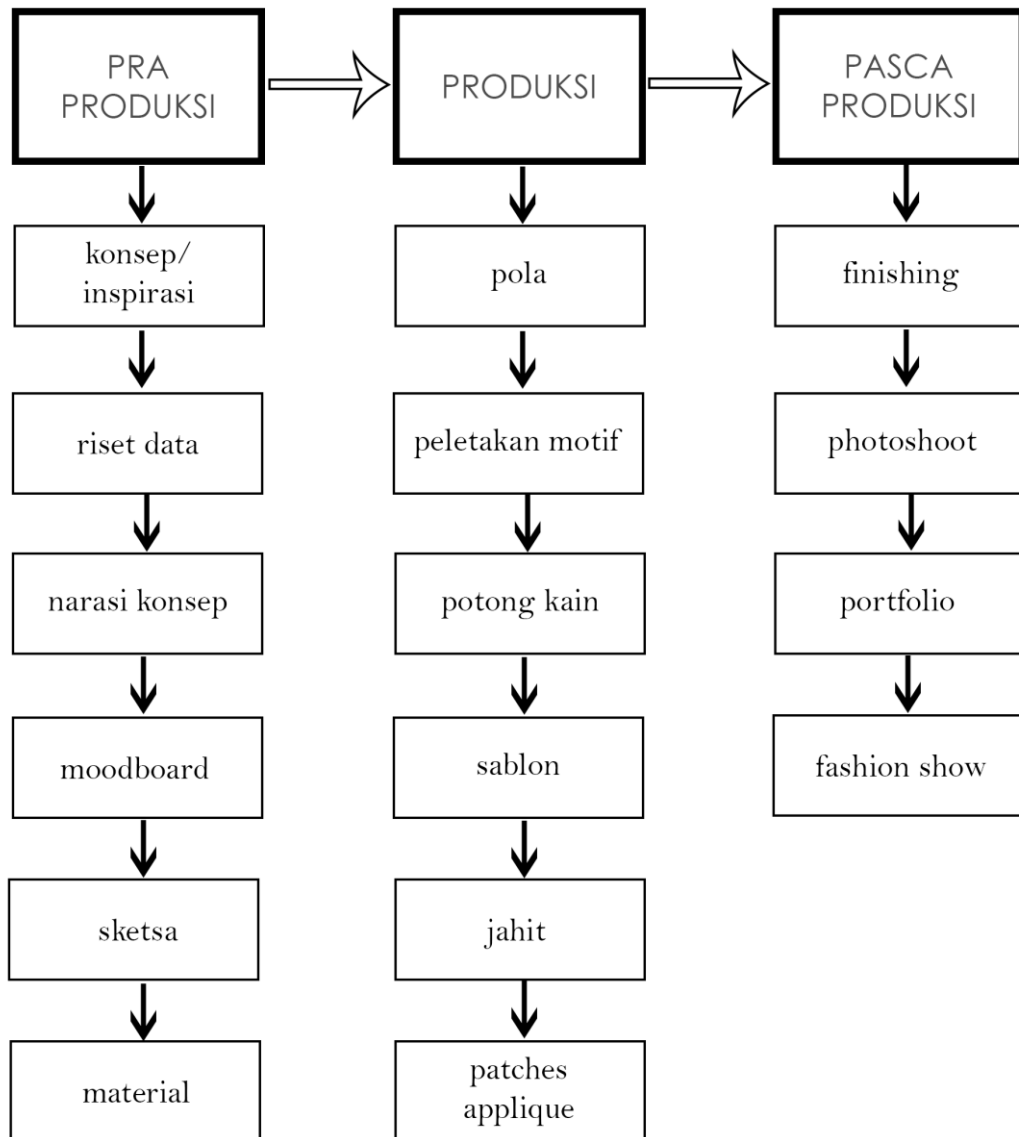 PRA
PRODUKSI
PRODUKSI
PASCA
PRODUKSI
konsep/
inspirasi
riset data
narasi konsep
moodboard
sketsa
material
pola
peletakan motif
potong kain
sablon
jahit
patches
applique
finishing
photoshoot
portfolio
fashion show